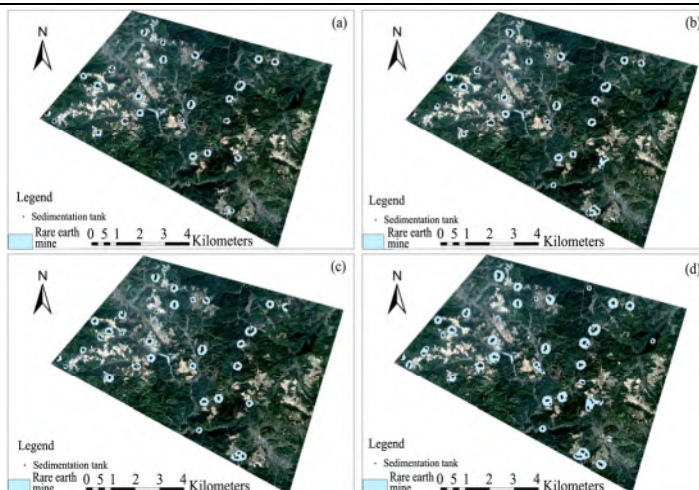 (a)
N
Legend
Sedimentation tank
Rare earth
mine
0 5 1 2 3 4 Kilometers
(b)
N
Legend
Sedimentation tank
Rare earth
mine
0 5 1 2 3 4 Kilometers
(c)
N
Legend
Sedimentation tank
Rare earth
mine
0 5 1 2 3 4 Kilometers
(d)
N
Legend
Sedimentation tank
Rare earth
mine
0 5 1 2 3 4 Kilometers